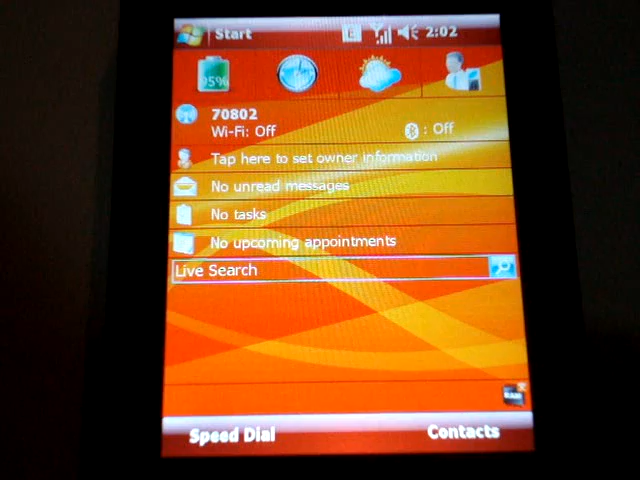 Start E 2:02
95%
70802
Wi-Fi: Off : Off
Tap here to set owner information
No unread messages
No tasks
No upcoming appointments
Live Search
Speed Dial Contacts